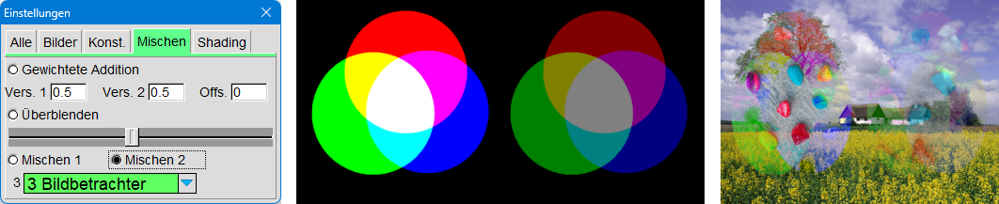 Einstellungen
Alle Bilder Konst. Mischen Shading
Gewichtete Addition
Vers. 1 0.5 Vers. 2 0.5 Offs. 0
Überblenden
Mischen 1 Mischen 2
3 3 Bildbetrachter